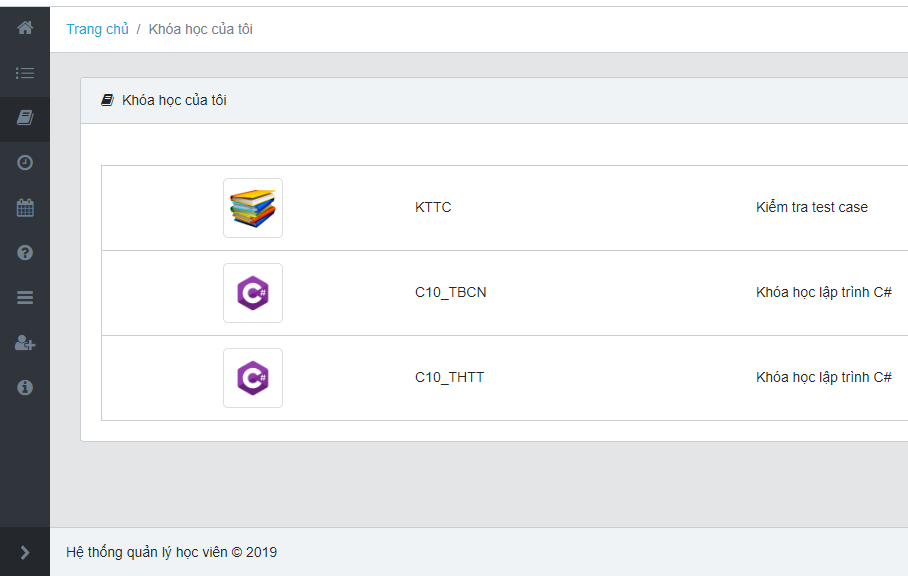 Trang chủ / Khóa học của tôi
Khóa học của tôi
KTTC Kiểm tra test case
C# C10_TBCN Khóa học lập trình C#
C# C10_THTT Khóa học lập trình C#
Hệ thống quản lý học viên © 2019